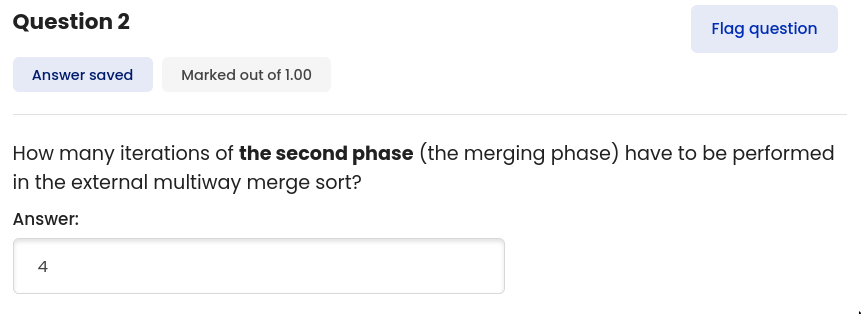 Question 2
Flag question
Answer saved
Marked out of 1.00
How many iterations of the second phase (the merging phase) have to be performed
in the external multiway merge sort?
Answer:
4